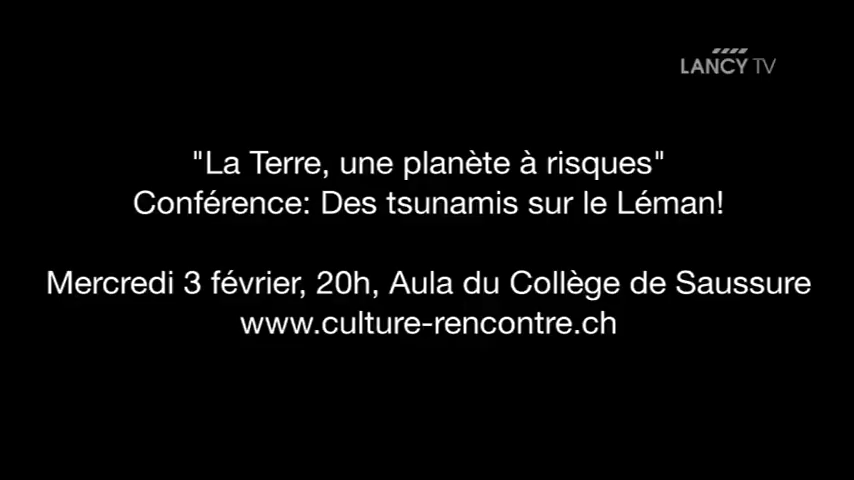 LANCY TV
"La Terre, une planète à risques"
Conférence: Des tsunamis sur le Léman!
Mercredi 3 février, 20h, Aula du Collège de Saussure
www.culture-rencontre.ch